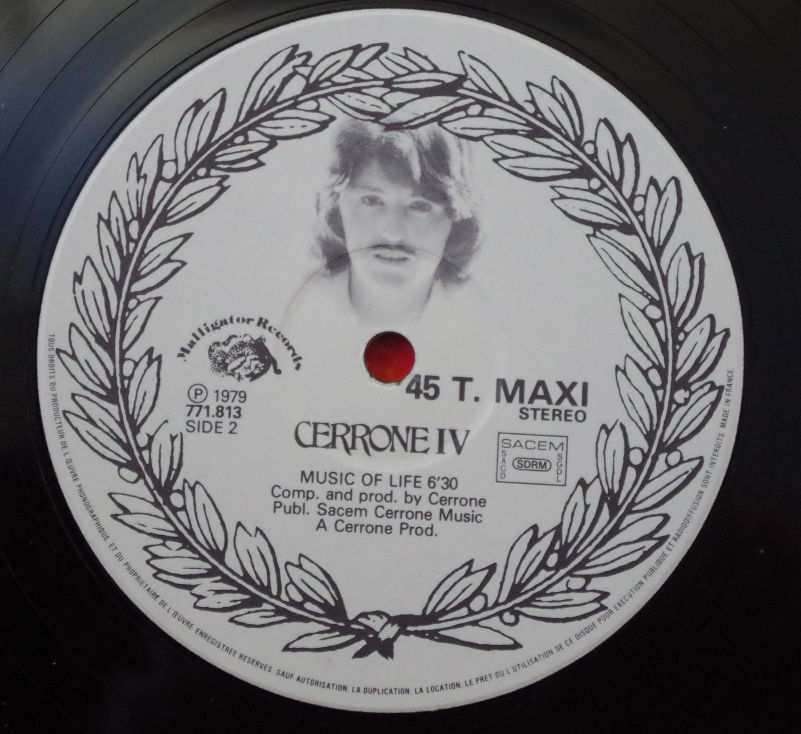 Malligator Records
Ⓟ 1979
771.813
SIDE 2
45 T. MAXI
STEREO
CERRONE IV
SACEM
SACD
SDRM
SGDL
MUSIC OF LIFE 6'30
Comp. and prod. by Cerrone
Publ. Sacem Cerrone Music
A Cerrone Prod.
TOUS DROITS DU PRODUCTEUR DE L'ŒUVRE PHONOGRAPHIQUE. ET DU PROPRIETAIRE DE L'ŒUVRE ENREGISTREE RESERVES. SAUF AUTORISATION. LA DUPLICATION. LA LOCATION. LE PRET OU L'UTILISATION DE CE DISQUE POUR EXECUTION PUBLIQUE ET RADIODIFFUSION SONT INTERDITS. MADE IN FRANCE